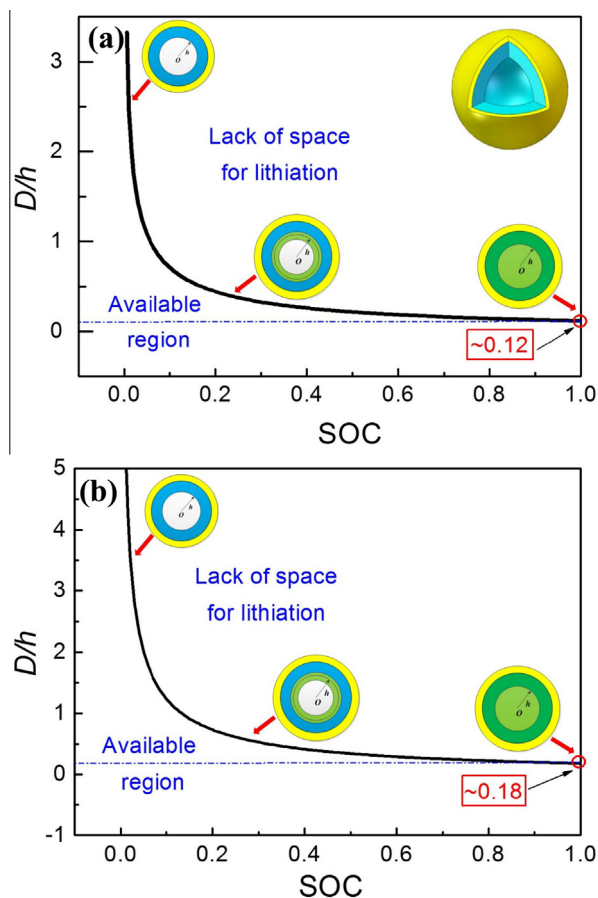 (a)
3
2
1
0
D/h
O h
Lack of space
for lithiation
O h
O h
Available
region
~0.12
0.0 0.2 0.4 0.6 0.8 1.0
SOC
(b)
5
4
3
2
1
0
-1
D/h
O h
Lack of space
for lithiation
O h
O h
Available
region
~0.18
0.0 0.2 0.4 0.6 0.8 1.0
SOC